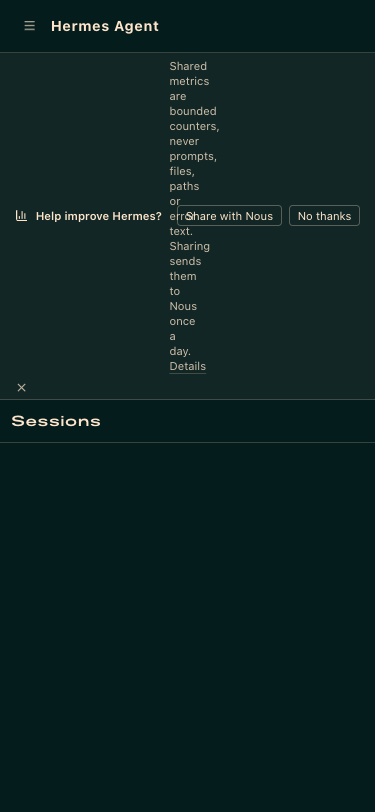 Hermes Agent
Help improve Hermes?
Shared
metrics
are
bounded
counters,
never
prompts,
files,
paths
or
error
text.
Sharing
sends
them
to
Nous
once
a
day.
Details
Share with Nous
No thanks
Sessions